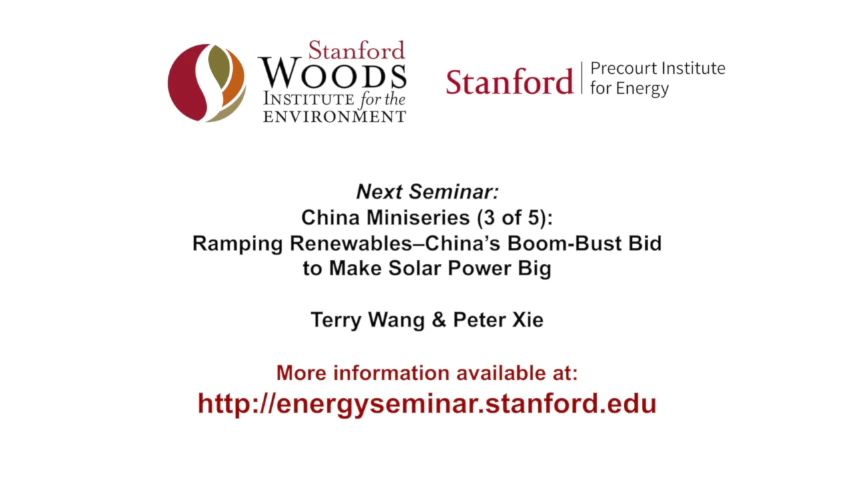 Stanford
WOODS
INSTITUTE for the
ENVIRONMENT
Stanford
Precourt Institute
for Energy
Next Seminar:
China Miniseries (3 of 5):
Ramping Renewables–China's Boom-Bust Bid
to Make Solar Power Big
Terry Wang & Peter Xie
More information available at:
http://energyseminar.stanford.edu